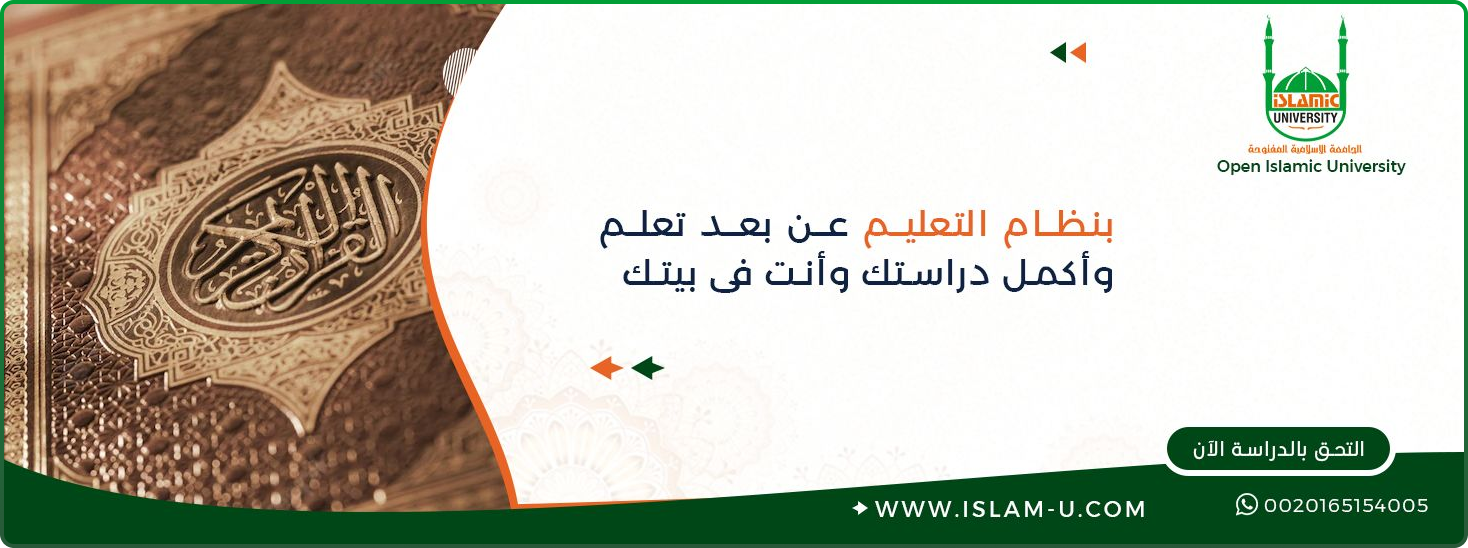 القرآن الكريم
iSLAMiC
UNIVERSITY
الجامعة الإسلامية المفتوحة
Open Islamic University
بنظام التعليم عن بعد تعلم
وأكمل دراستك وأنت فى بيتك
التحق بالدراسة الآن
WWW.ISLAM-U.COM
0020165154005